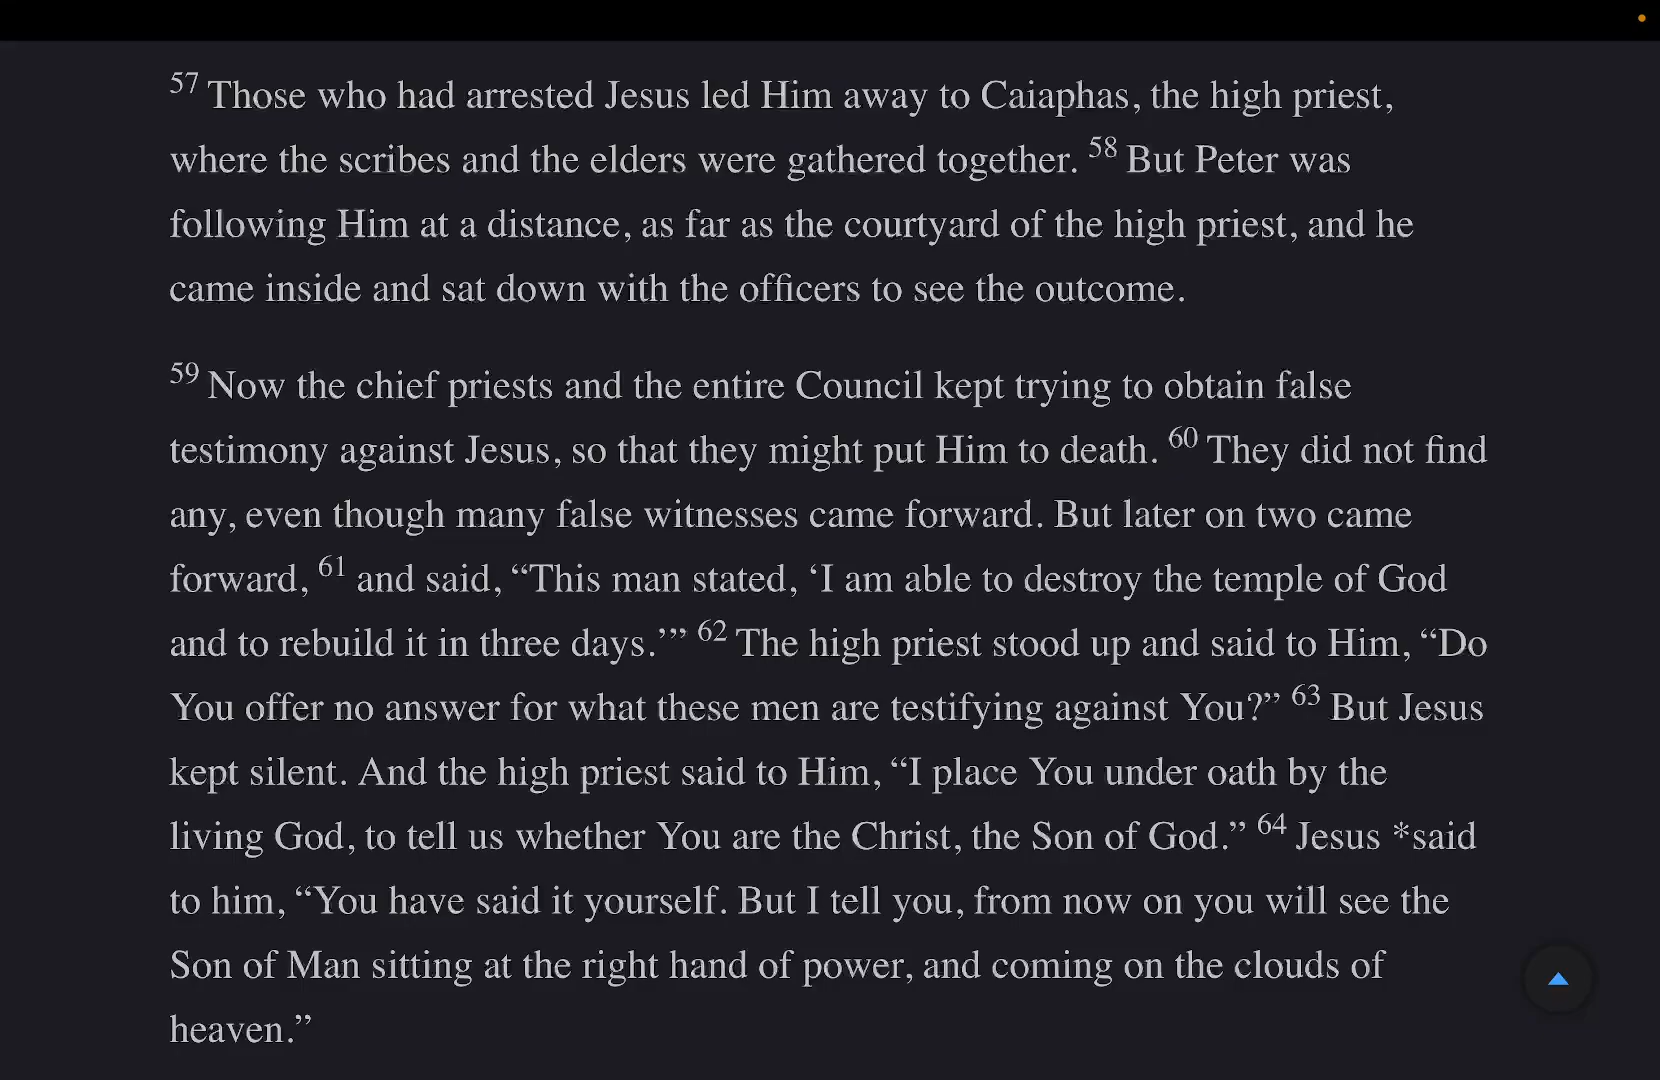 57 Those who had arrested Jesus led Him away to Caiaphas, the high priest,
where the scribes and the elders were gathered together. 58 But Peter was
following Him at a distance, as far as the courtyard of the high priest, and he
came inside and sat down with the officers to see the outcome.
59 Now the chief priests and the entire Council kept trying to obtain false
testimony against Jesus, so that they might put Him to death. 60 They did not find
any, even though many false witnesses came forward. But later on two came
forward, 61 and said, “This man stated, ‘I am able to destroy the temple of God
and to rebuild it in three days.’” 62 The high priest stood up and said to Him, “Do
You offer no answer for what these men are testifying against You?” 63 But Jesus
kept silent. And the high priest said to Him, “I place You under oath by the
living God, to tell us whether You are the Christ, the Son of God.” 64 Jesus *said
to him, “You have said it yourself. But I tell you, from now on you will see the
Son of Man sitting at the right hand of power, and coming on the clouds of
heaven.”